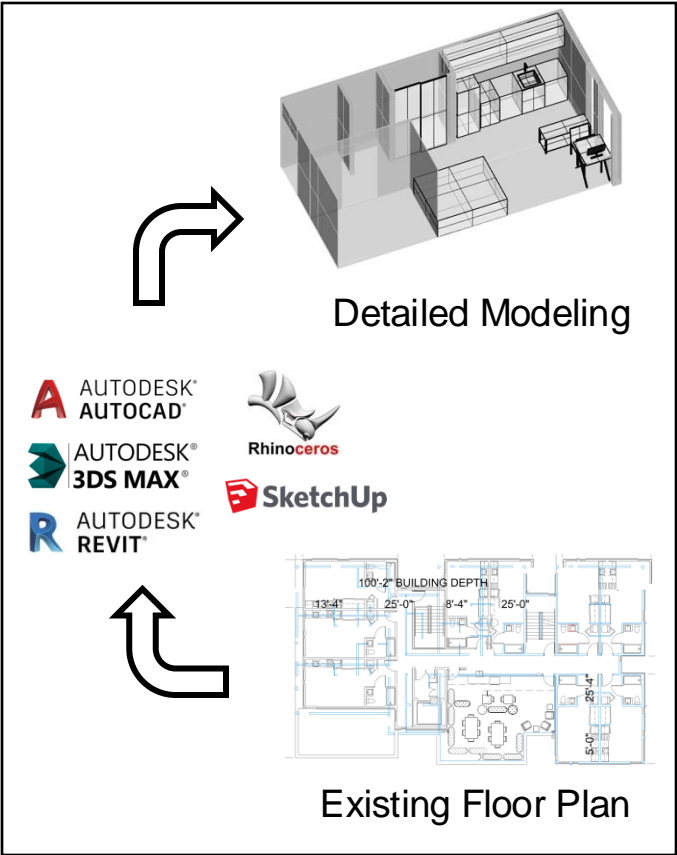 Detailed Modeling
AUTODESK®
AUTOCAD®
Rhinoceros
AUTODESK®
3DS MAX®
SketchUp
AUTODESK®
REVIT®
100'-2" BUILDING DEPTH
13'-4" 25'-0" 8'-4" 25'-0"
25'-4"
5'-0"
Existing Floor Plan